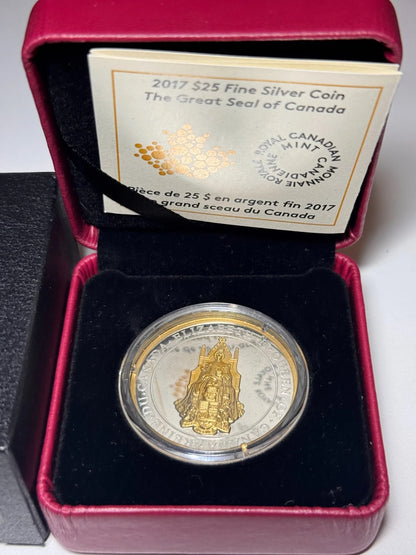 2017 $25 Fine Silver Coin
The Great Seal of Canada
ROYAL CANADIAN MINT
MONNAIE ROYALE CANADIENNE
Pièce de 25 $ en argent fin 2017
grand sceau du Canada